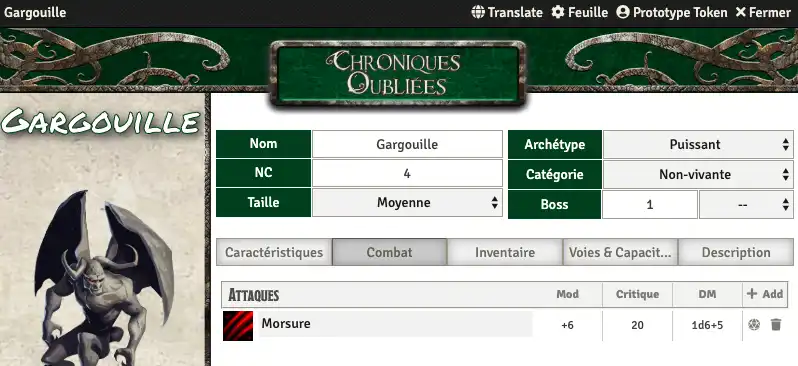 Gargouille Translate Feuille Prototype Token Fermer
Chroniques
Oubliées
Gargouille
Nom Gargouille Archétype Puissant
NC 4 Catégorie Non-vivante
Taille Moyenne Boss 1 --
Caractéristiques Combat Inventaire Voies & Capacit... Description
Attaques Mod Critique DM + Add
Morsure +6 20 1d6+5